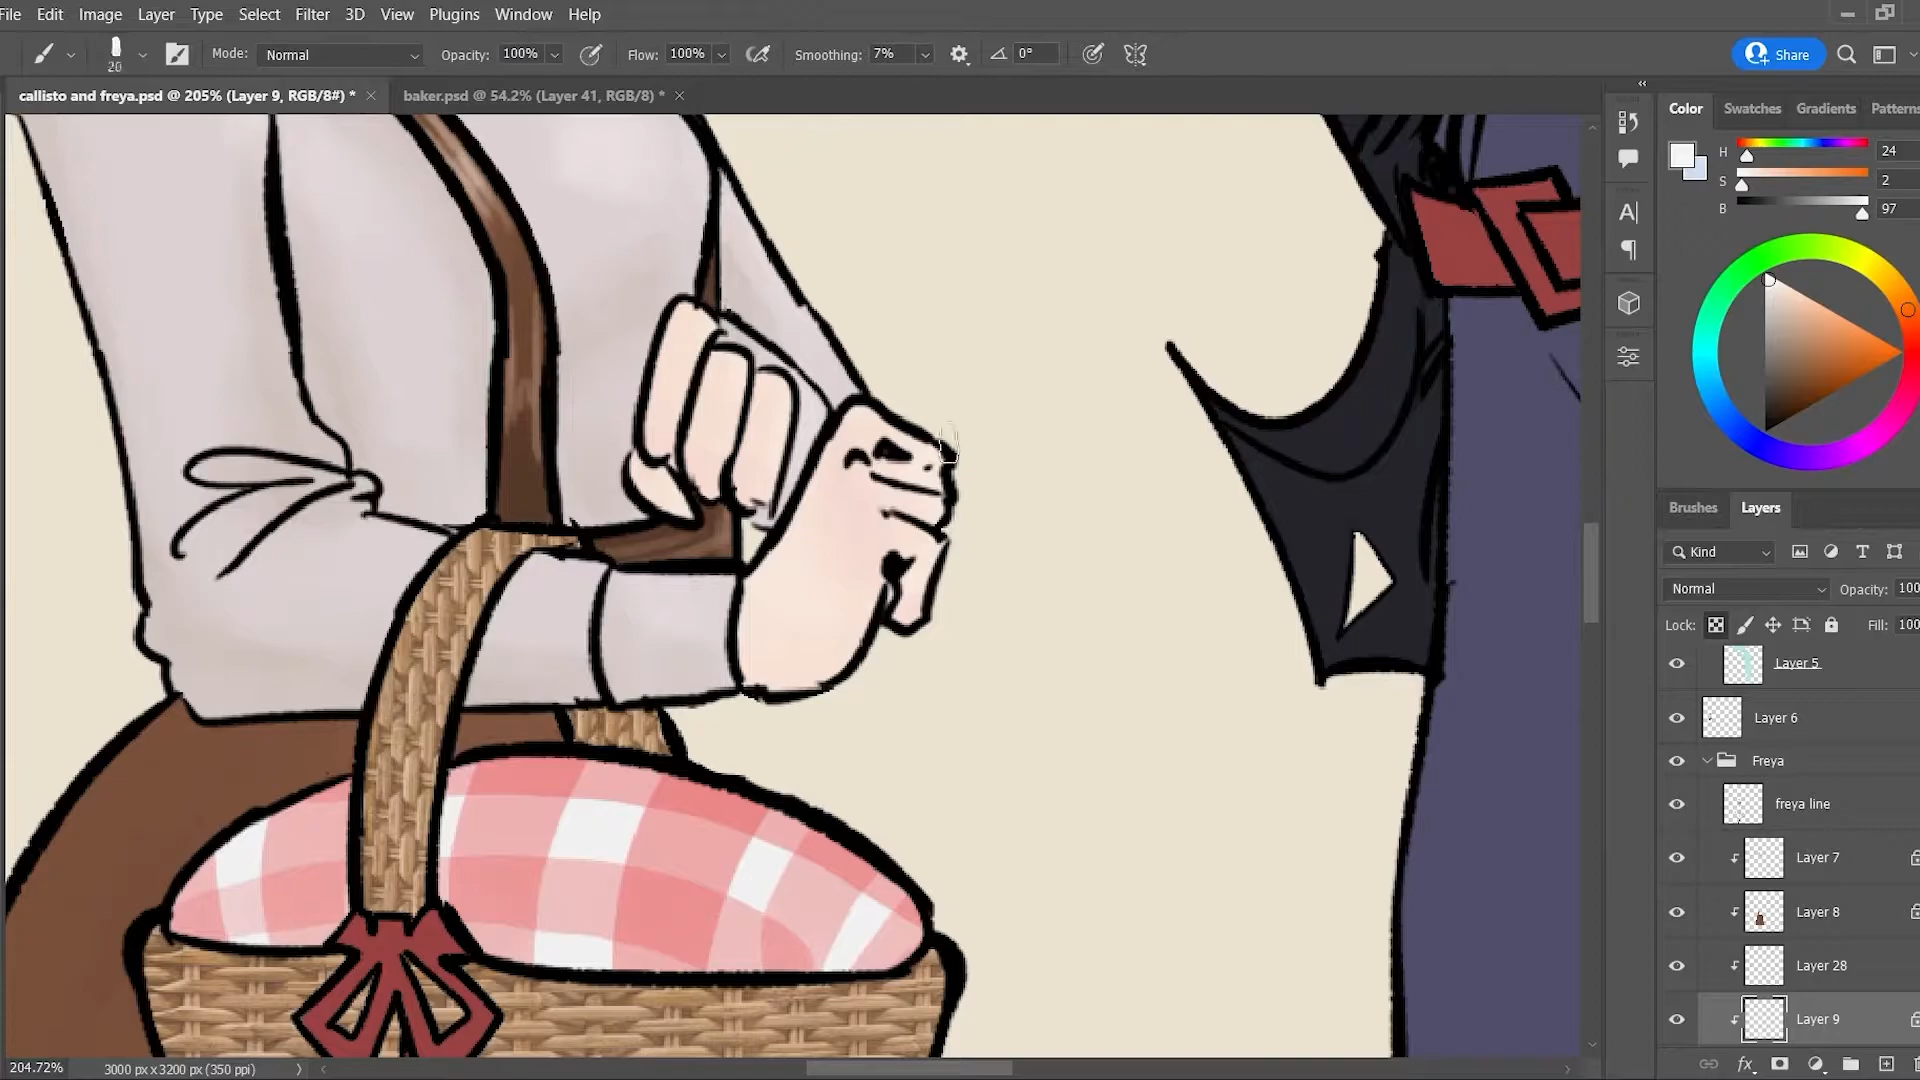 File Edit Image Layer Type Select Filter 3D View Plugins Window Help
20 Mode: Normal Opacity: 100% Flow: 100% Smoothing: 7% 0° Share
callisto and freya.psd @ 205% (Layer 9, RGB/8#) * × baker.psd @ 54.2% (Layer 41, RGB/8) * ×
Color Swatches Gradients Patterns
H 24
S 2
B 97
Brushes Layers
Kind
Normal Opacity: 100
Lock: Fill: 100
Layer 5
Layer 6
Freya
freya line
Layer 7
Layer 8
Layer 28
Layer 9
fx
204.72% 3000 px x 3200 px (350 ppi)